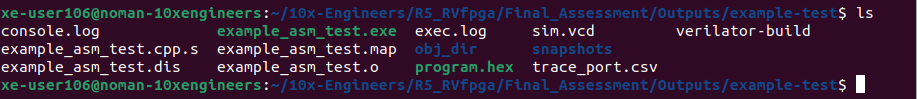 xe-user106@noman-10xengineers:~/10x-Engineers/R5_RVfpga/Final_Assessment/Outputs/example-test$ ls
console.log example_asm_test.exe exec.log sim.vcd verilator-build
example_asm_test.cpp.s example_asm_test.map obj_dir snapshots
example_asm_test.dis example_asm_test.o program.hex trace_port.csv
xe-user106@noman-10xengineers:~/10x-Engineers/R5_RVfpga/Final_Assessment/Outputs/example-test$